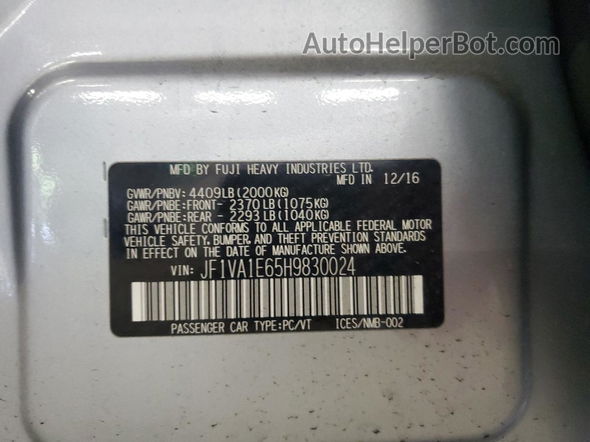 AutoHelperBot.com
MFD BY FUJI HEAVY INDUSTRIES LTD.
MFD IN 12/16
GVWR/PNBV: 4409LB(2000KG)
GAWR/PNBE:FRONT- 2370LB(1075KG)
GAWR/PNBE:REAR - 2293LB(1040KG)
THIS VEHICLE CONFORMS TO ALL APPLICABLE FEDERAL MOTOR
VEHICLE SAFETY, BUMPER, AND THEFT PREVENTION STANDARDS
IN EFFECT ON THE DATE OF MANUFACTURE SHOWN ABOVE.
VIN: JF1VA1E65H9830024
PASSENGER CAR TYPE:PC/VT ICES/NMB-002